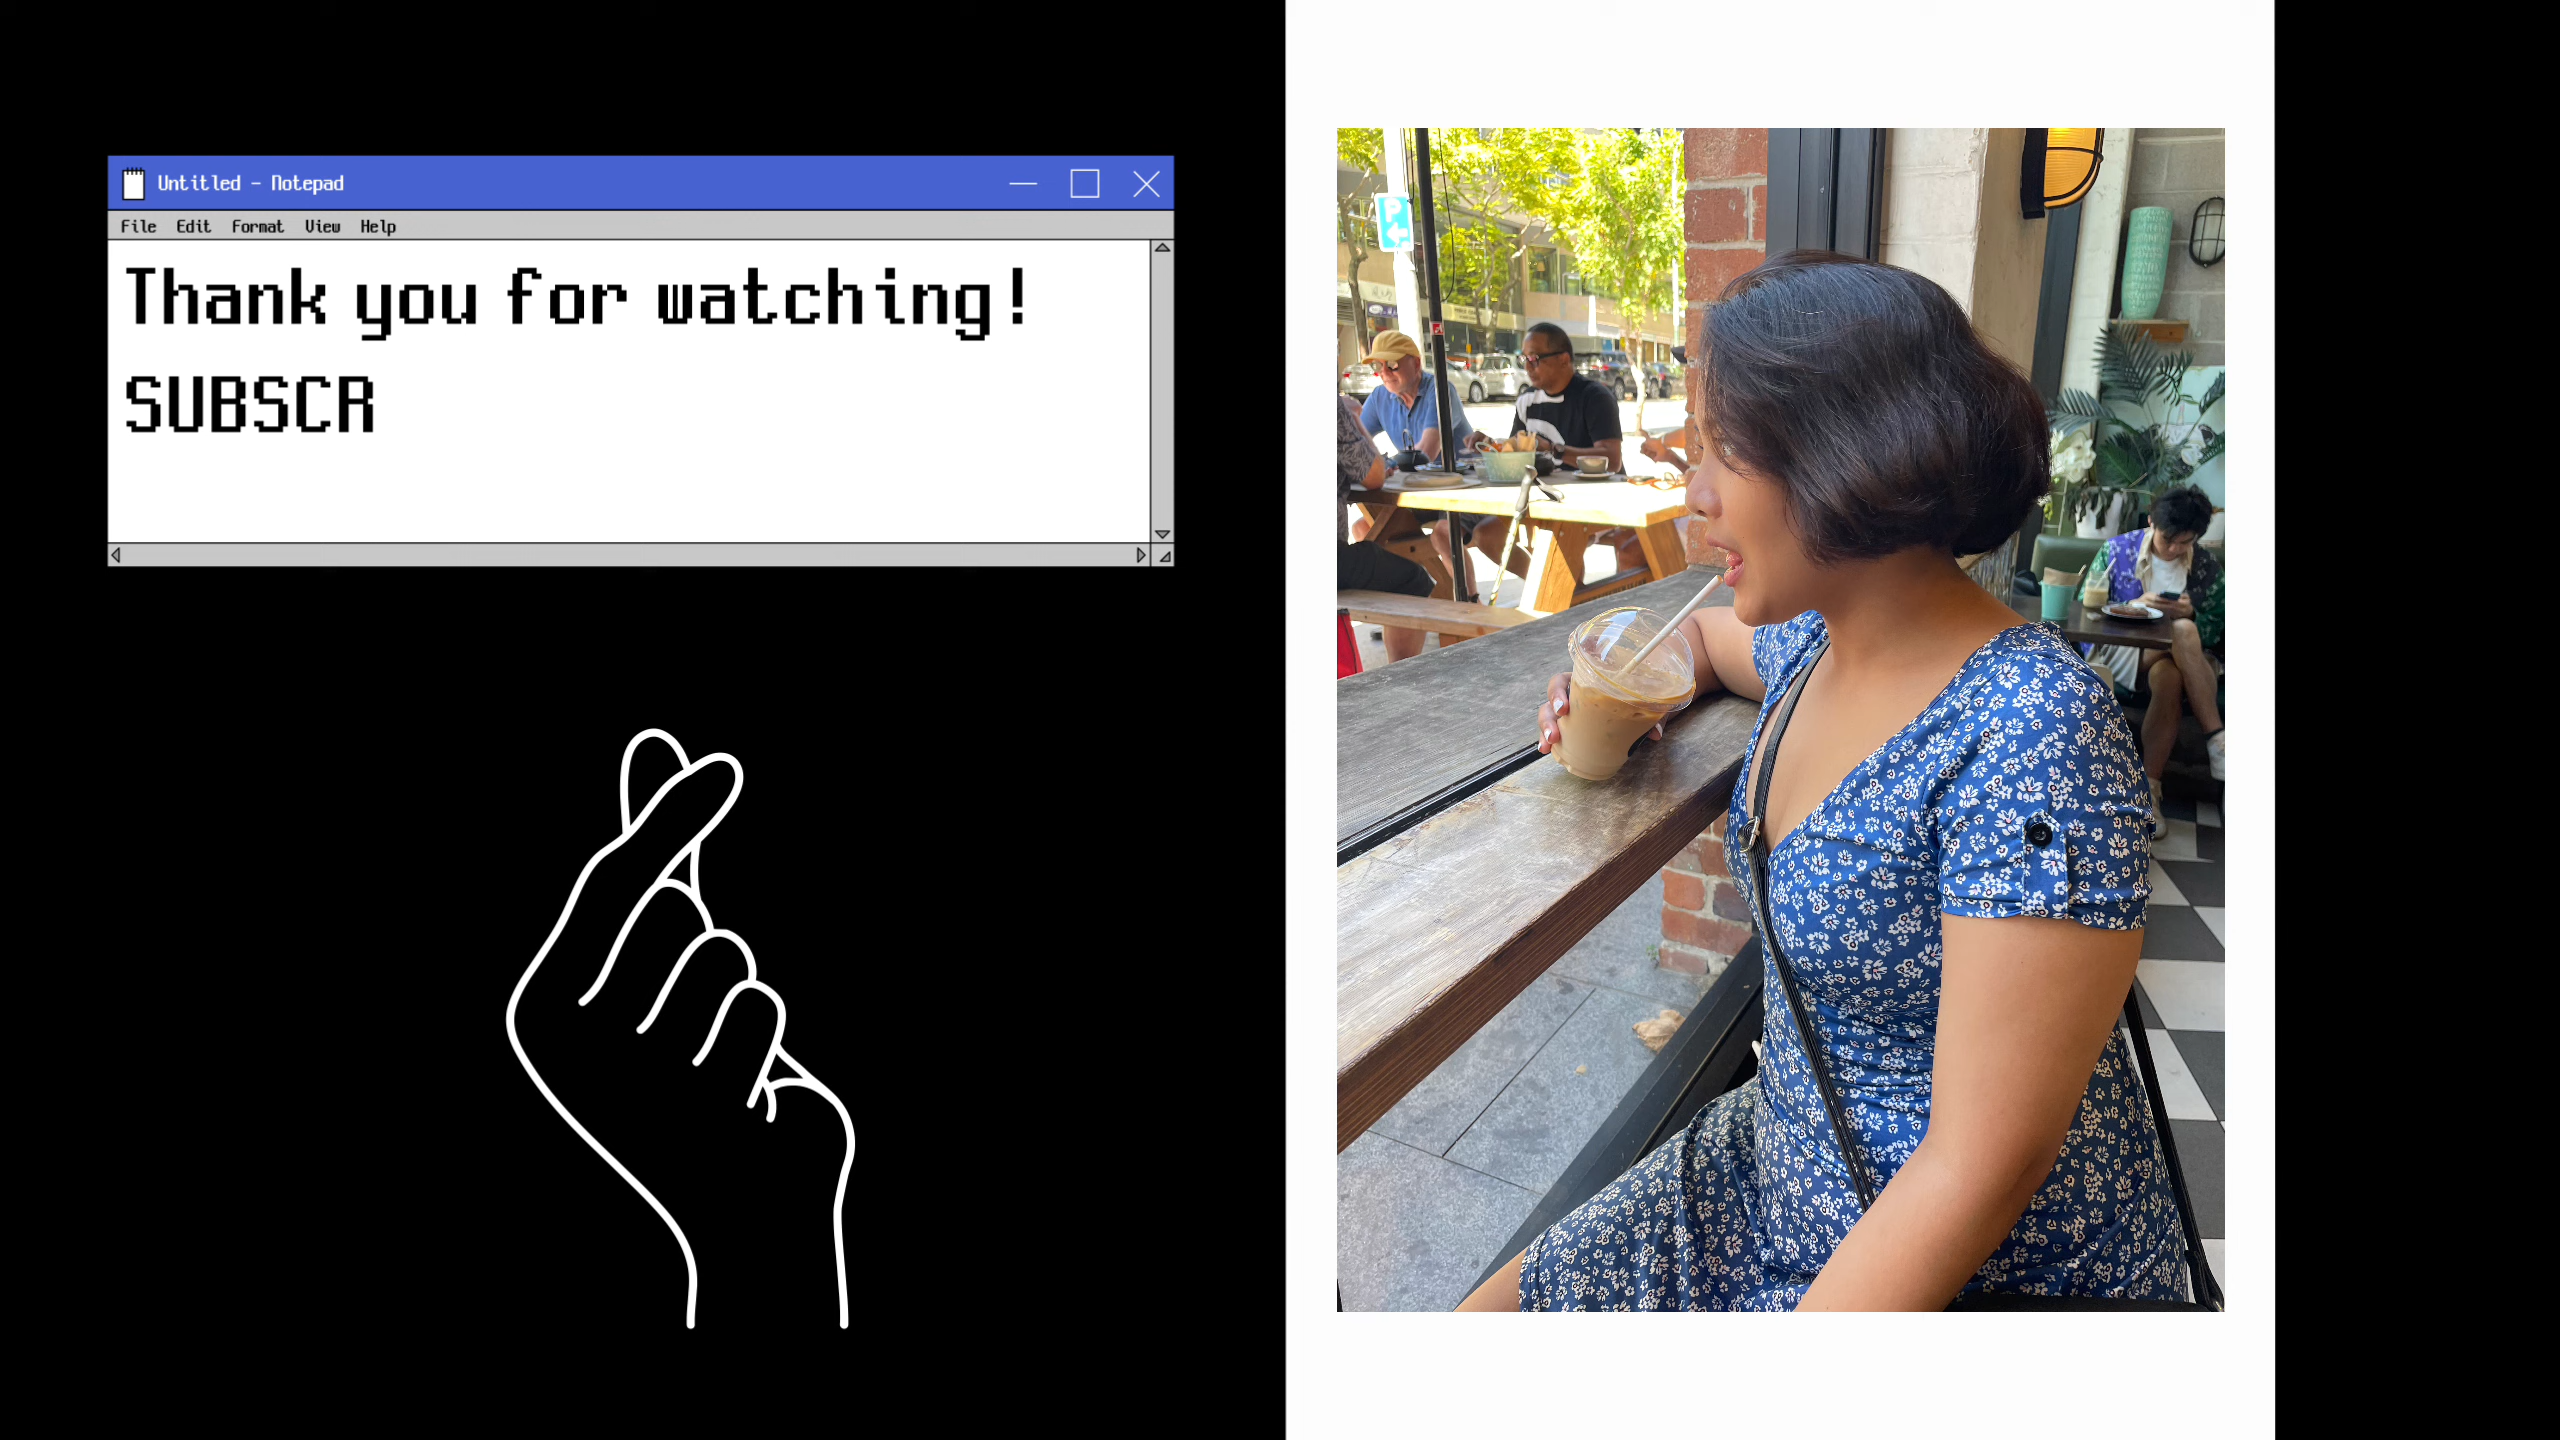 Untitled - Notepad
File Edit Format View Help
Thank you for watching!
SUBSCR
P